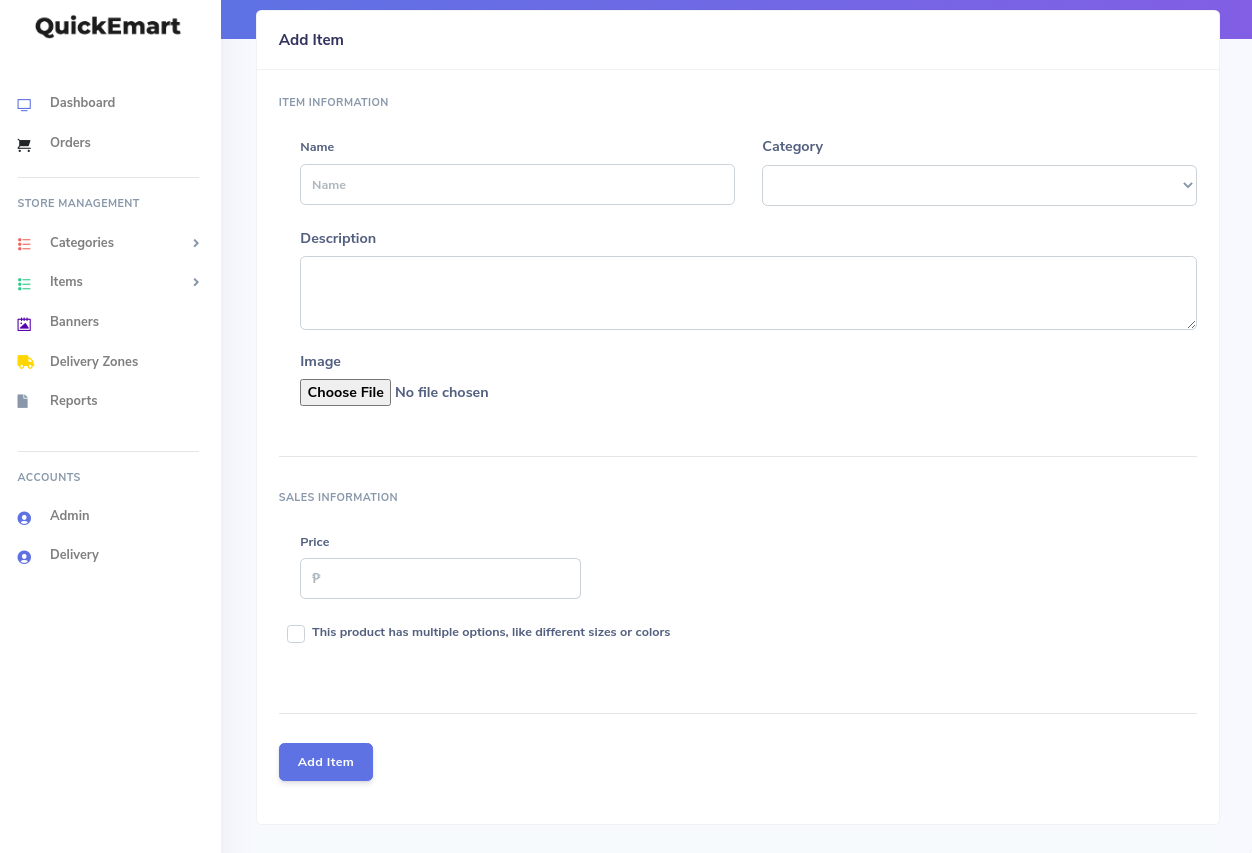 QuickEmart
Dashboard
Orders
STORE MANAGEMENT
Categories
Items
Banners
Delivery Zones
Reports
ACCOUNTS
Admin
Delivery
Add Item
ITEM INFORMATION
Name
Category
Name
Description
Image
Choose File No file chosen
SALES INFORMATION
Price
₱
This product has multiple options, like different sizes or colors
Add Item